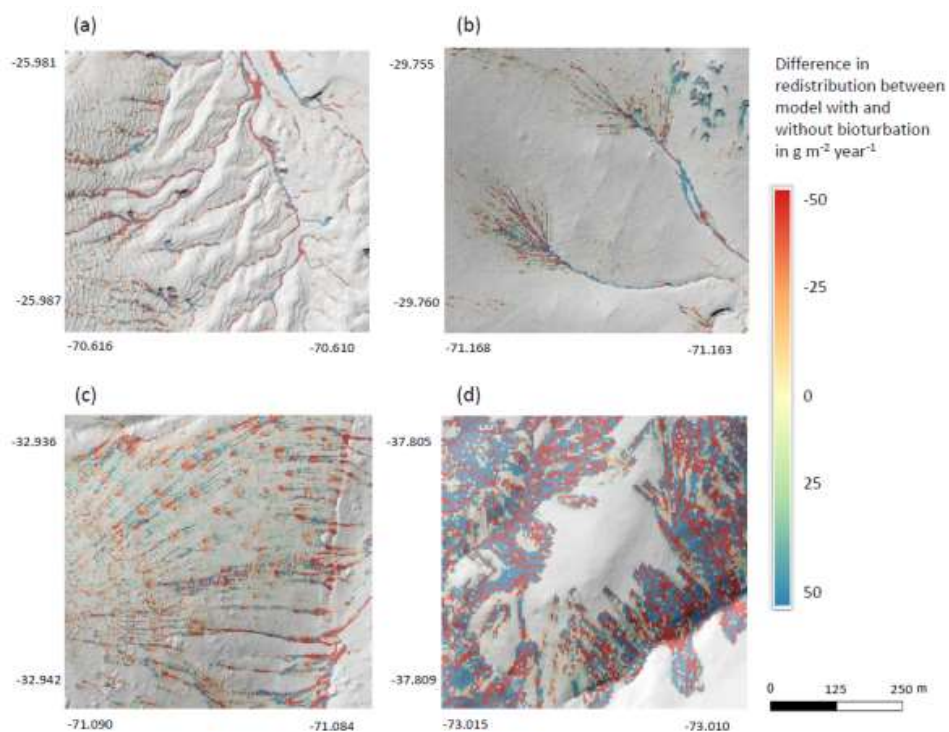 (a)
(b)
-25.981
-25.987
-70.616
-70.610
-29.755
-29.760
-71.168
-71.163
Difference in
redistribution between
model with and
without bioturbation
in g m⁻² year⁻¹
-50
-25
0
25
50
(c)
(d)
-32.936
-32.942
-71.090
-71.084
-37.805
-37.809
-73.015
-73.010
0 125 250 m